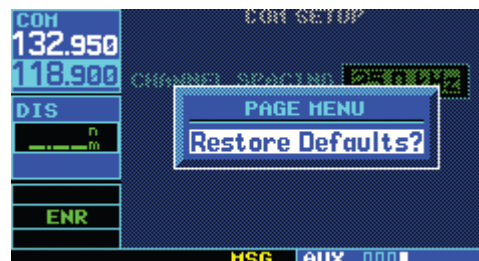 COM SETUP
COM
132.950
118.900
CHANNEL SPACING 25.0 kHz
DIS
PAGE MENU
_ _._ _ nm
Restore Defaults?
ENR
MSG AUX